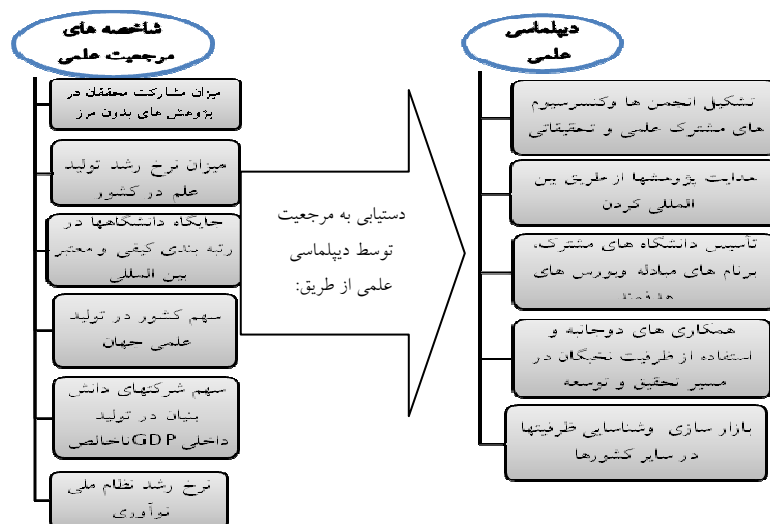 شاخصه های
مرجعیت علمی
میزان مشارکت محققان در
پژوهش های بدون مرز
میزان نرخ رشد تولید
علم در کشور
جایگاه دانشگاهها در
رتبه بندی کیفی و معتبر
بین المللی
سهم کشور در تولید
علمی جهان
سهم شرکتهای دانش
بنیان در تولید
داخلی GDPناخالص
نرخ رشد نظام ملی
نوآوری
دستیابی به مرجعیت
توسط دیپلماسی
علمی از طریق:
دیپلماسی
علمی
تشکیل انجمن ها وکنسرسیوم
های مشترک علمی و تحقیقاتی
هدایت پژوهشها از طریق بین
المللی کردن
تأسیس دانشگاه های مشترک،
برنام های مبادله وبورس های
همکاری های دوجانبه و
استفاده از ظرفیت نخبگان در
مسیر تحقیق و توسعه
بازار سازی وشناسایی ظرفیتها
در سایر کشورها